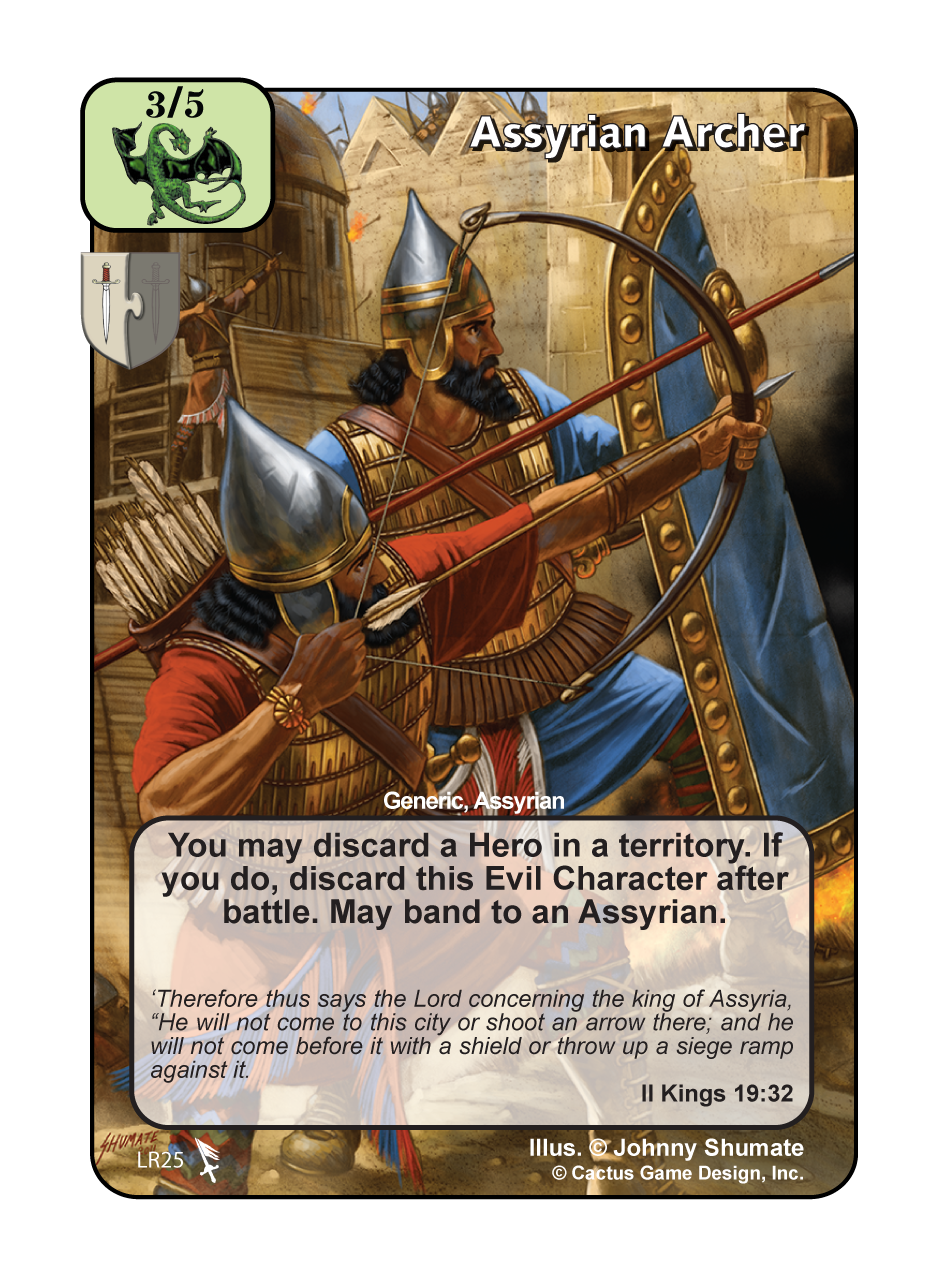 3/5
Assyrian Archer
Generic, Assyrian
You may discard a Hero in a territory. If
you do, discard this Evil Character after
battle. May band to an Assyrian.
‘Therefore thus says the Lord concerning the king of Assyria,
“He will not come to this city or shoot an arrow there; and he
will not come before it with a shield or throw up a siege ramp
against it.
II Kings 19:32
SHUMATE
LR25
Illus. © Johnny Shumate
© Cactus Game Design, Inc.